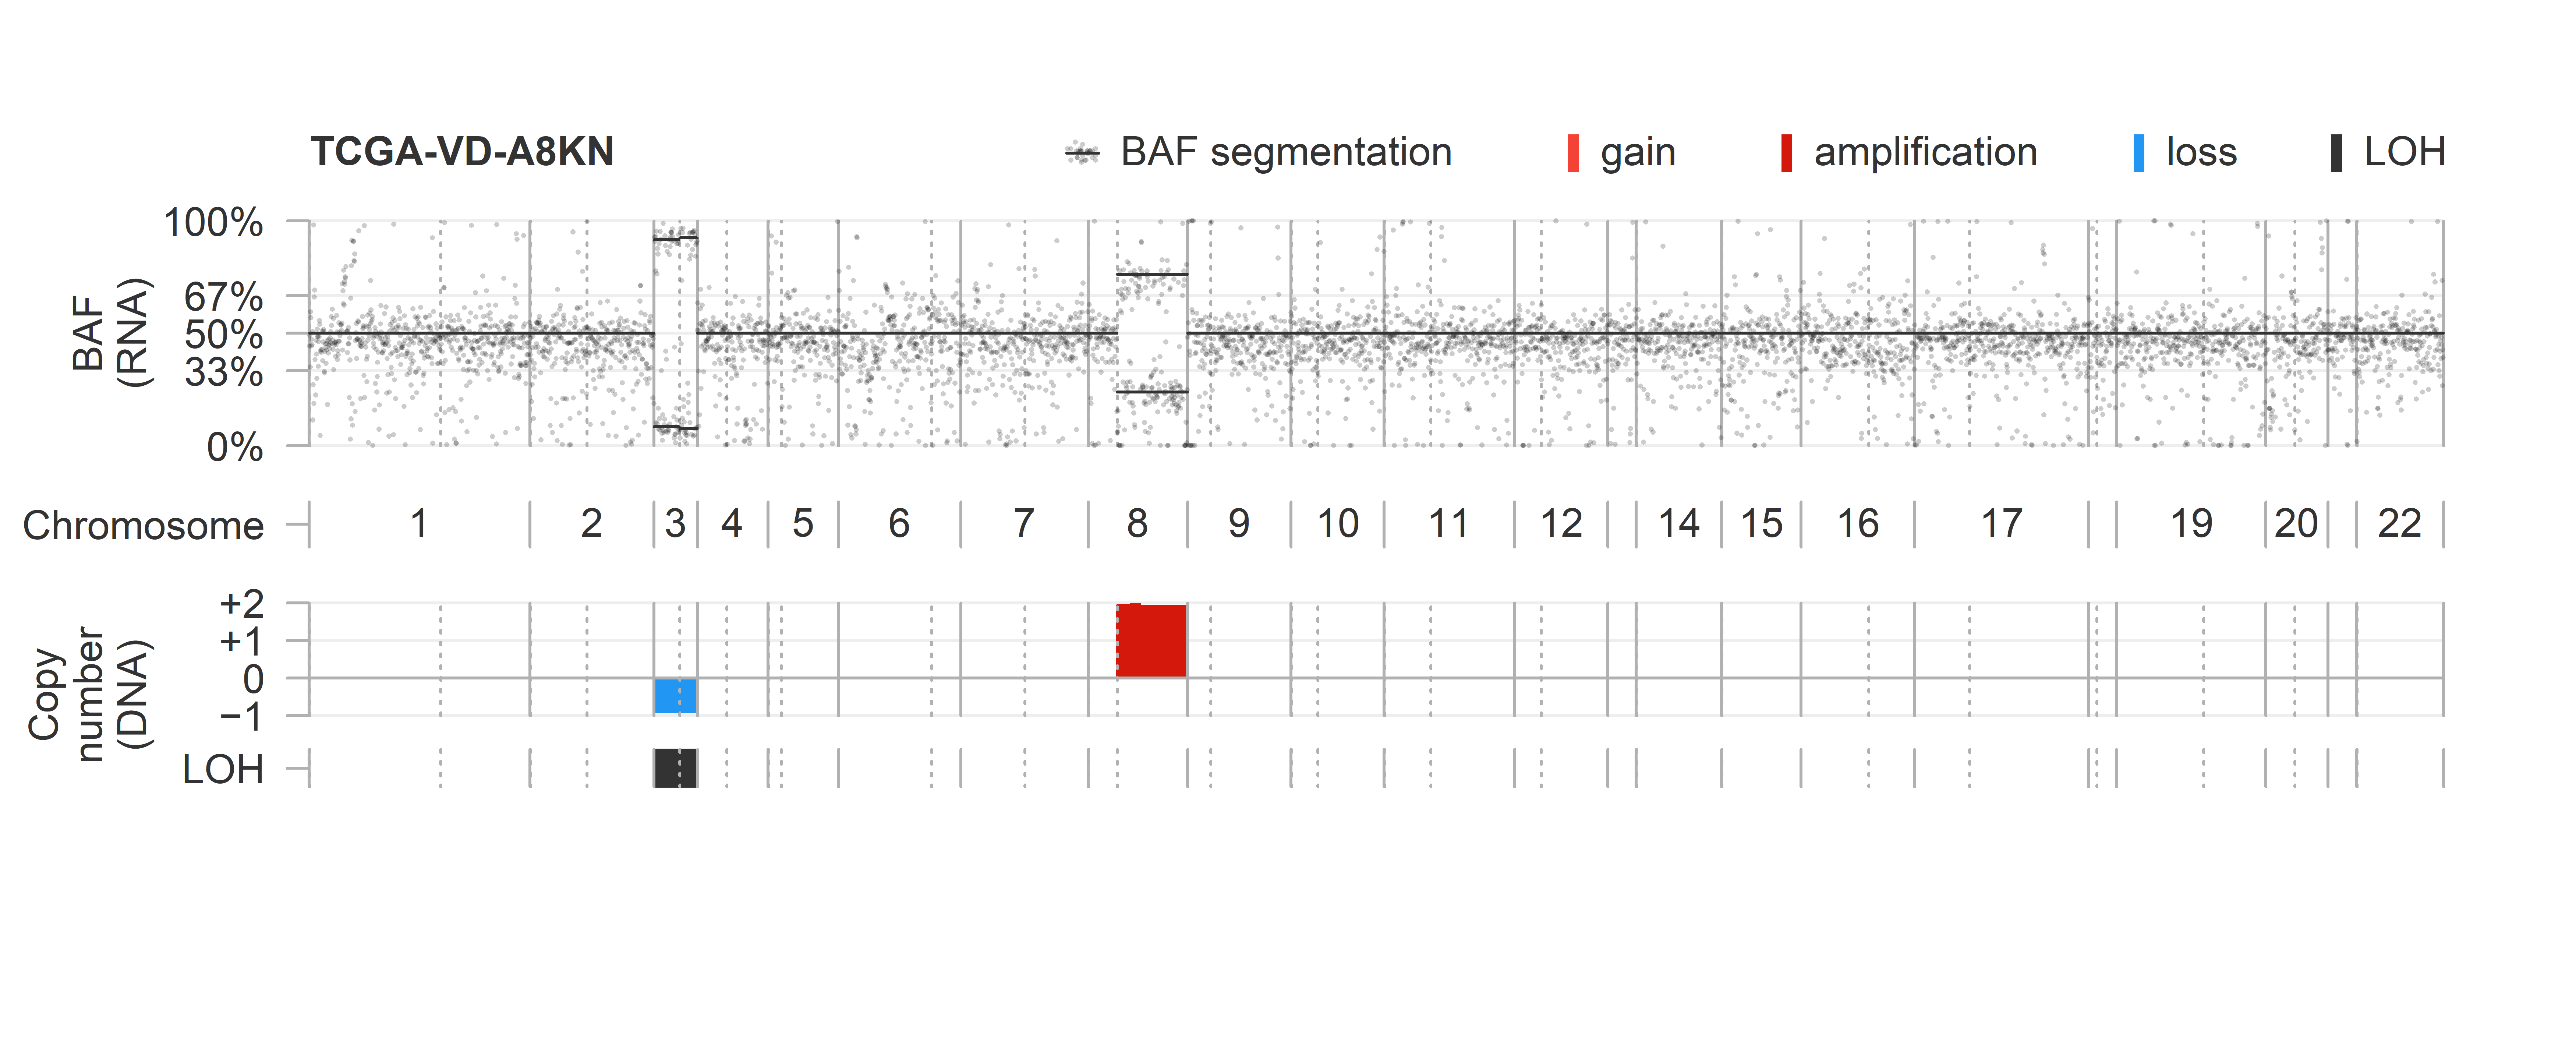 TCGA-VD-A8KN
BAF segmentation
gain
amplification
loss
LOH
BAF
(RNA)
100%
67%
50%
33%
0%
Chromosome
1 2 3 4 5 6 7 8 9 10 11 12 14 15 16 17 19 20 22
Copy
number
(DNA)
+2
+1
0
−1
LOH